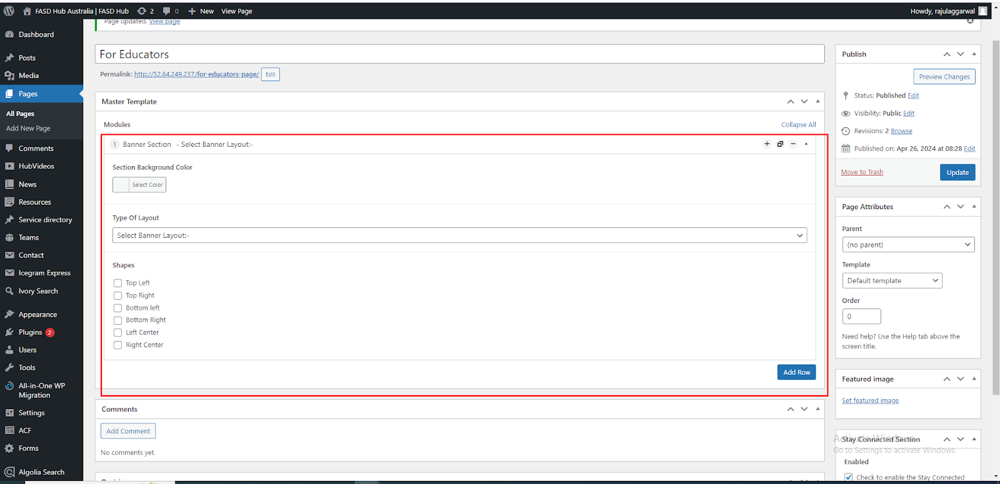 FASD Hub Australia | FASD Hub 2 0 New View Page Howdy, rajulaggarwal
Dashboard
Posts
Media
Pages
All Pages
Add New Page
Comments
HubVideos
News
Resources
Service directory
Teams
Contact
Icegram Express
Ivory Search
Appearance
Plugins 2
Users
Tools
All-in-One WP
Migration
Settings
ACF
Forms
Algolia Search
Page updated. View page
For Educators
Permalink: http://52.64.249.237/for-educators-page/ Edit
Master Template
Modules Collapse All
1 Banner Section - Select Banner Layout:-
Section Background Color
Select Color
Type Of Layout
Select Banner Layout:-
Shapes
Top Left
Top Right
Bottom left
Bottom Right
Left Center
Right Center
Add Row
Comments
Add Comment
No comments yet.
Publish
Preview Changes
Status: Published Edit
Visibility: Public Edit
Revisions: 2 Browse
Published on: Apr 26, 2024 at 08:28 Edit
Move to Trash Update
Page Attributes
Parent
(no parent)
Template
Default template
Order
0
Need help? Use the Help tab above the
screen title.
Featured image
Set featured image
Activate Windows
Stay Connected Section
Go to Settings to activate Windows.
Enabled
Check to enable the Stay Connected